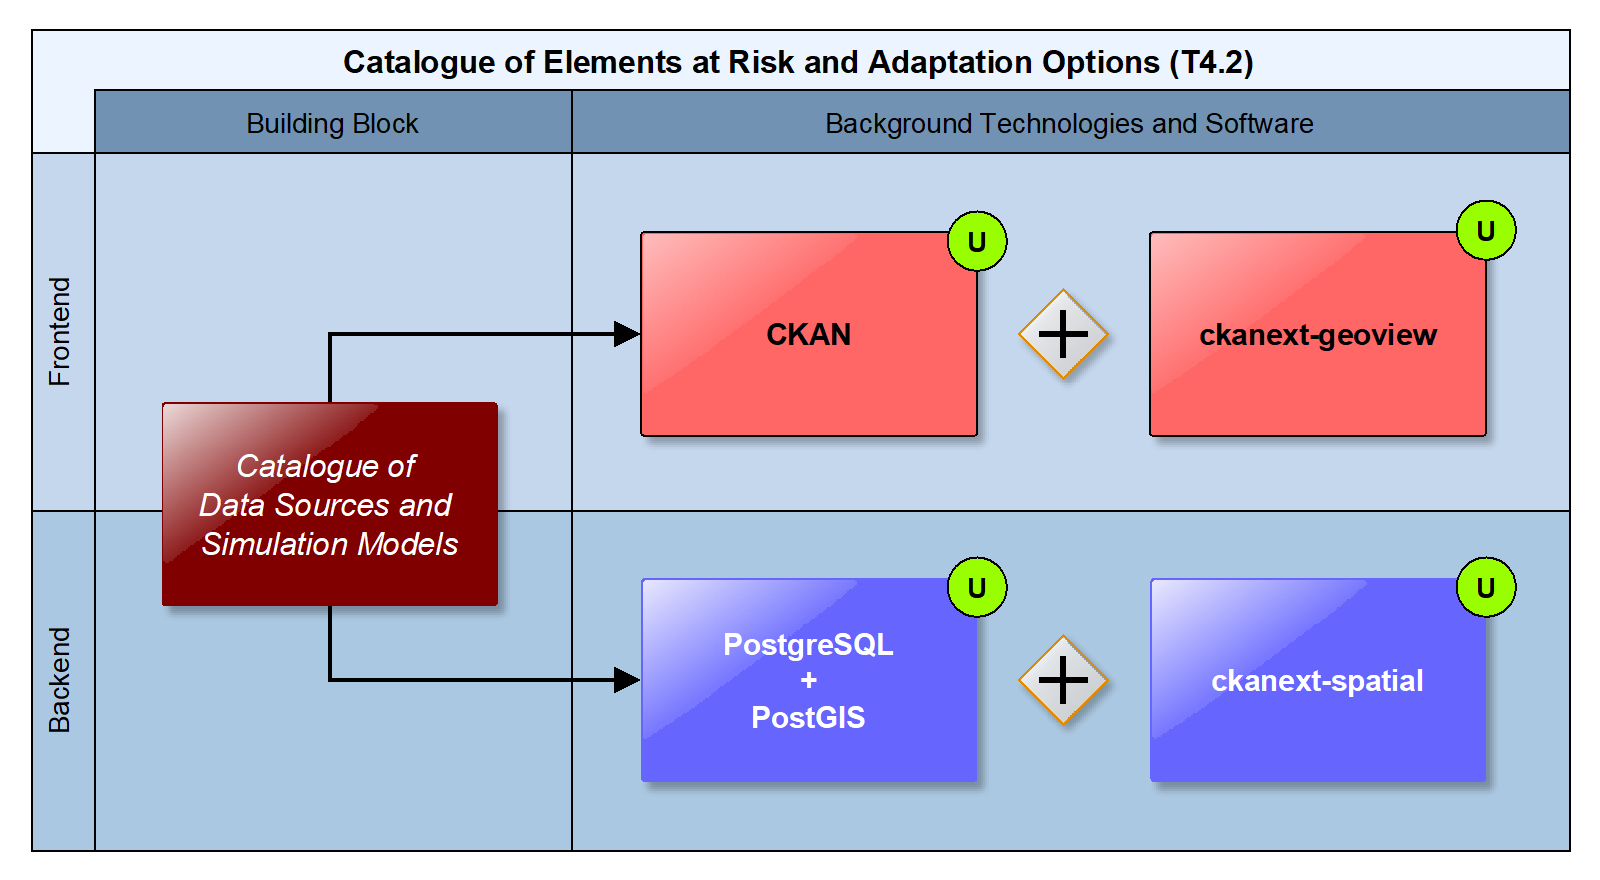 Catalogue of Elements at Risk and Adaptation Options (T4.2)
Building Block
Background Technologies and Software
Frontend
Catalogue of
Data Sources and
Simulation Models
CKAN
U
ckanext-geoview
U
Backend
PostgreSQL
+
PostGIS
U
ckanext-spatial
U